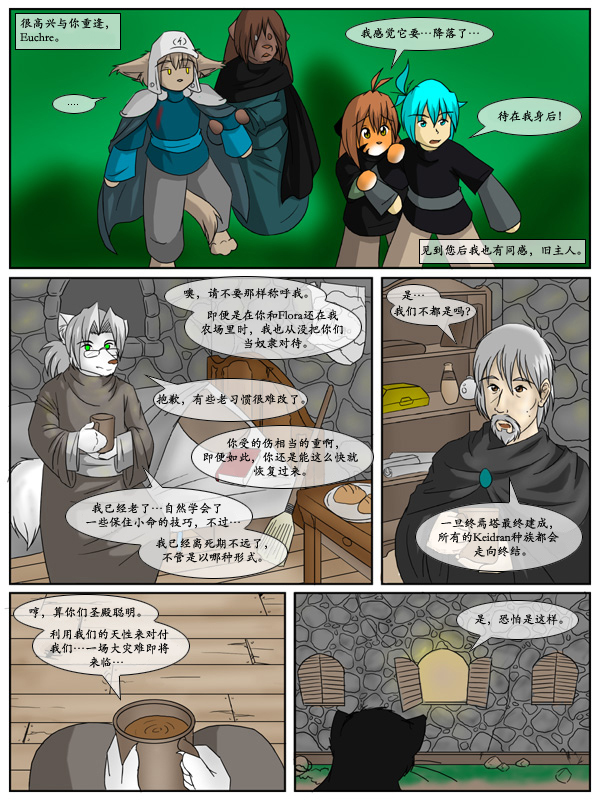 很高兴与你重逢，
Euchre。
我感觉它要…降落了…
‥‥
待在我身后！
见到您后我也有同感，旧主人。
噢，请不要那样称呼我。
即便是在你和Flora还在我
农场里时，我也从没把你们
当奴隶对待。
抱歉，有些老习惯很难改了。
你受的伤相当的重啊，
即便如此，你还是能这么快就
恢复过来。
我已经老了…自然学会了
一些保住小命的技巧，不过…
我已经离死期不远了，
不管是以哪种形式。
是…
我们不都是吗？
一旦终焉塔最终建成，
所有的Keidran种族都会
走向终结。
哼，算你们圣殿聪明。
利用我们的天性来对付
我们…一场大灾难即将
来临…
是，恐怕是这样。